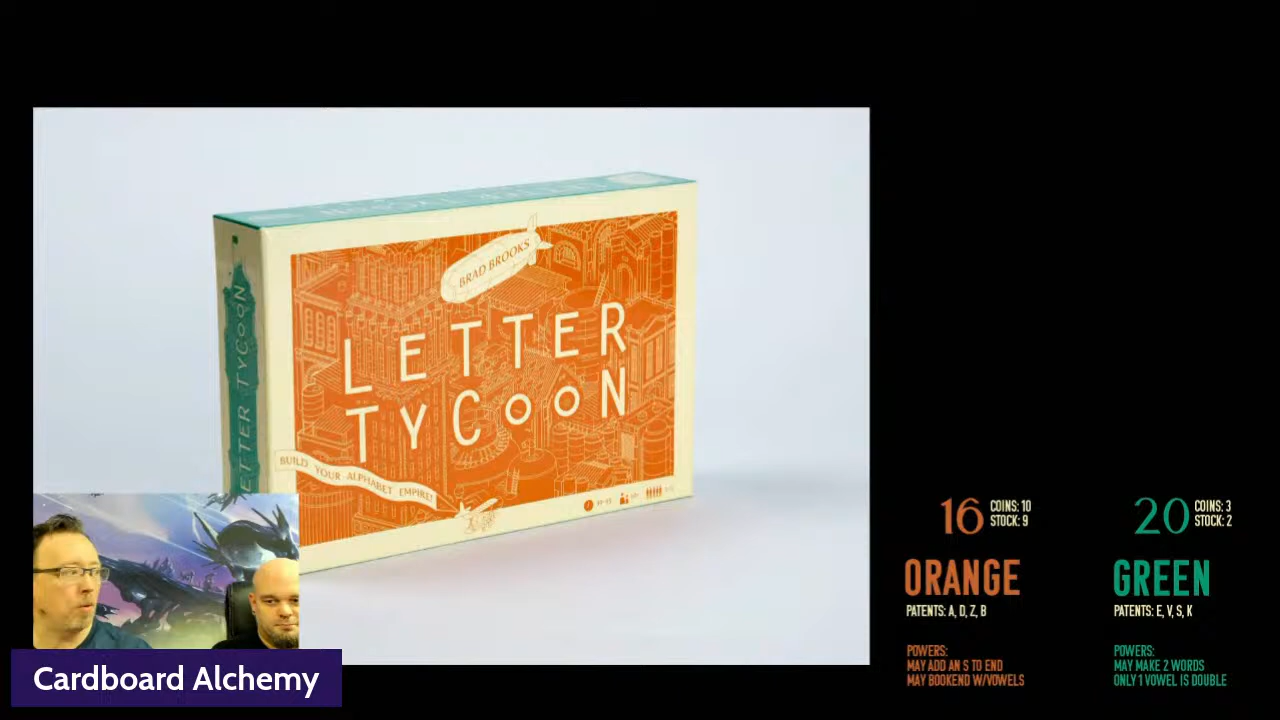 BRAD BROOKS
LETTER
TYCOON
LETTER TYCOON
BUILD YOUR ALPHABET EMPIRE!
Cardboard Alchemy
16
COINS: 10
STOCK: 9
ORANGE
PATENTS: A, D, Z, B
POWERS:
MAY ADD AN S TO END
MAY BOOKEND W/VOWELS
20
COINS: 3
STOCK: 2
GREEN
PATENTS: E, V, S, K
POWERS:
MAY MAKE 2 WORDS
ONLY 1 VOWEL IS DOUBLE